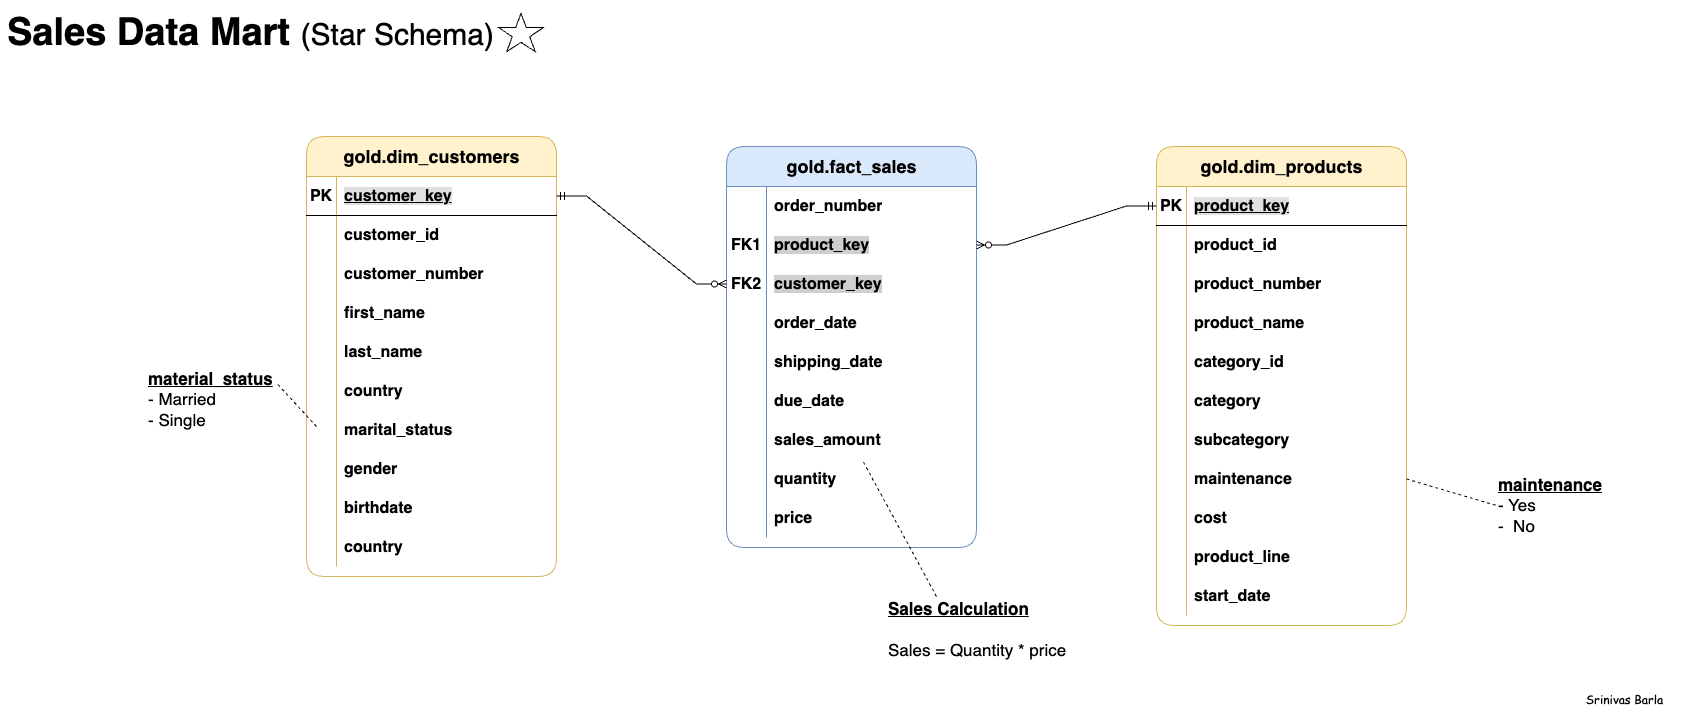 Sales Data Mart (Star Schema)
gold.dim_customers
PK customer_key
customer_id
customer_number
first_name
last_name
country
marital_status
gender
birthdate
country
material_status
- Married
- Single
gold.fact_sales
order_number
FK1 product_key
FK2 customer_key
order_date
shipping_date
due_date
sales_amount
quantity
price
Sales Calculation
Sales = Quantity * price
gold.dim_products
PK product_key
product_id
product_number
product_name
category_id
category
subcategory
maintenance
cost
product_line
start_date
maintenance
- Yes
- No
Srinivas Barla